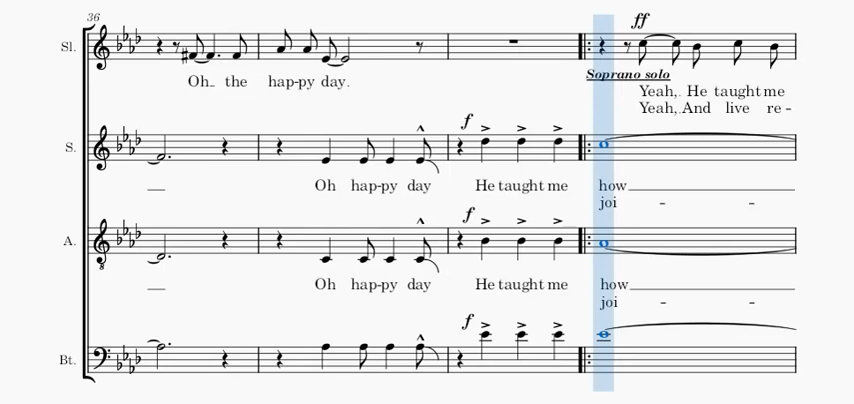 36
ff
Sl.
Soprano solo
Oh_ the hap-py day.
Yeah,. He taught me
Yeah,. And live re-
f
S.
Oh hap-py day He taught me how
joi - -
f
A.
Oh hap-py day He taught me how
joi - -
f
Bt.